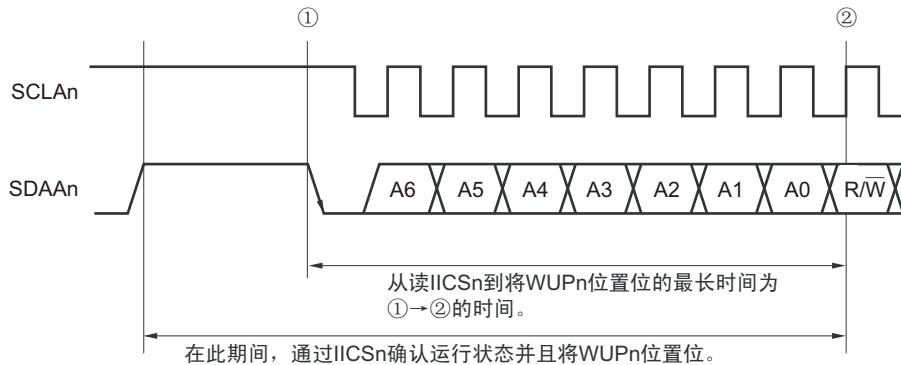 ① ②
SCLAn
SDAAn A6 A5 A4 A3 A2 A1 A0 R/W̅
从读IICSn到将WUPn位置位的最长时间为
①→②的时间。
在此期间，通过IICSn确认运行状态并且将WUPn位置位。